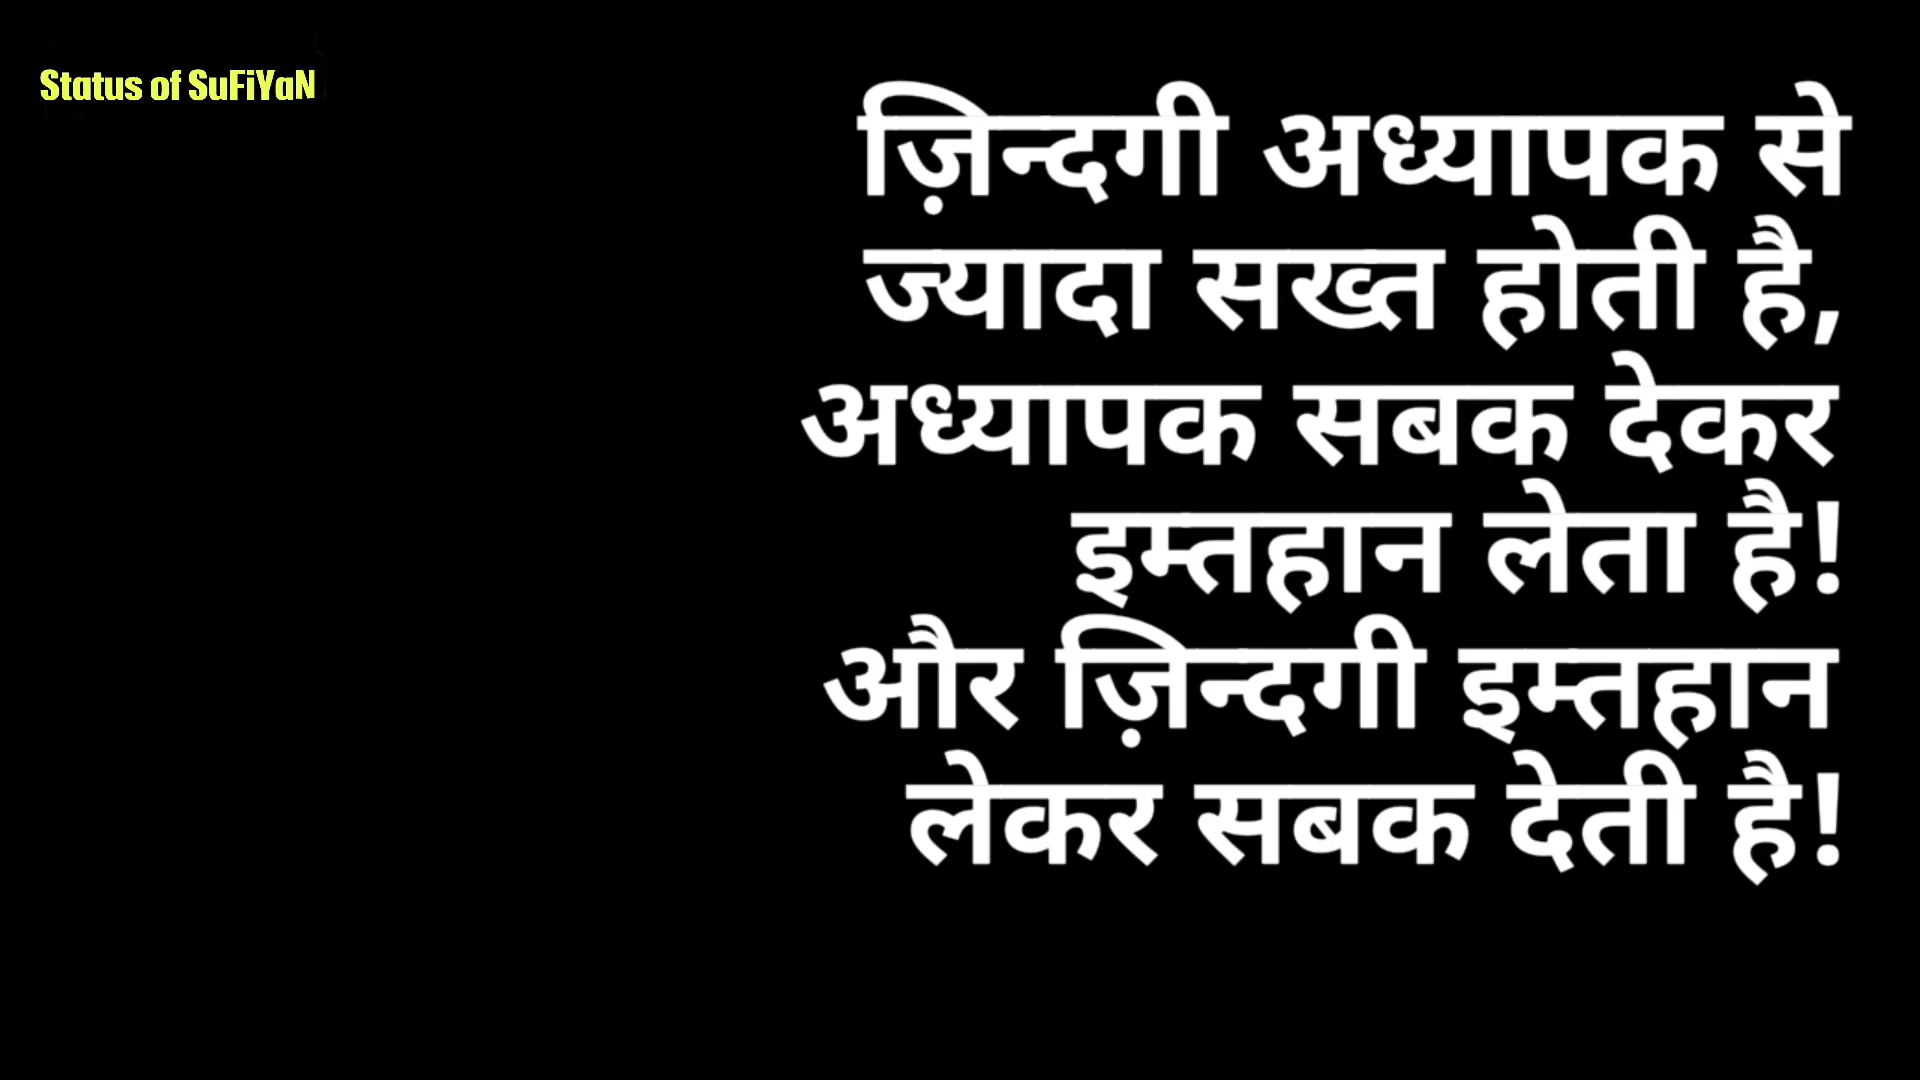 Status of SuFiYaN
ज़िन्दगी अध्यापक से
ज्यादा सख्त होती है,
अध्यापक सबक देकर
इम्तहान लेता है!
और ज़िन्दगी इम्तहान
लेकर सबक देती है!